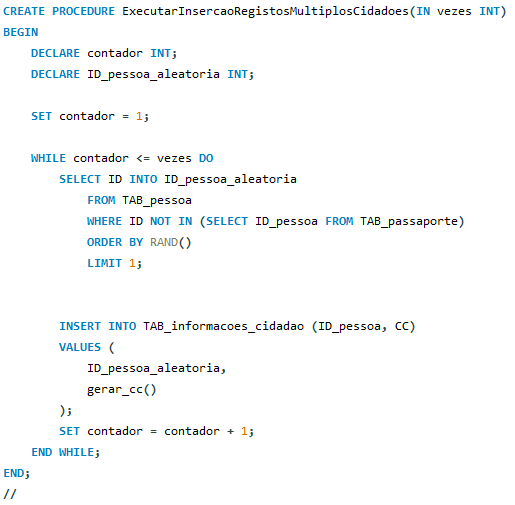 CREATE PROCEDURE ExecutarInsercaoRegistosMultiplosCidadoes(IN vezes INT)
BEGIN
    DECLARE contador INT;
    DECLARE ID_pessoa_aleatoria INT;

    SET contador = 1;

    WHILE contador <= vezes DO
        SELECT ID INTO ID_pessoa_aleatoria
            FROM TAB_pessoa
            WHERE ID NOT IN (SELECT ID_pessoa FROM TAB_passaporte)
            ORDER BY RAND()
            LIMIT 1;


        INSERT INTO TAB_informacoes_cidadao (ID_pessoa, CC)
        VALUES (
            ID_pessoa_aleatoria,
            gerar_cc()
        );
        SET contador = contador + 1;
    END WHILE;
END;
//